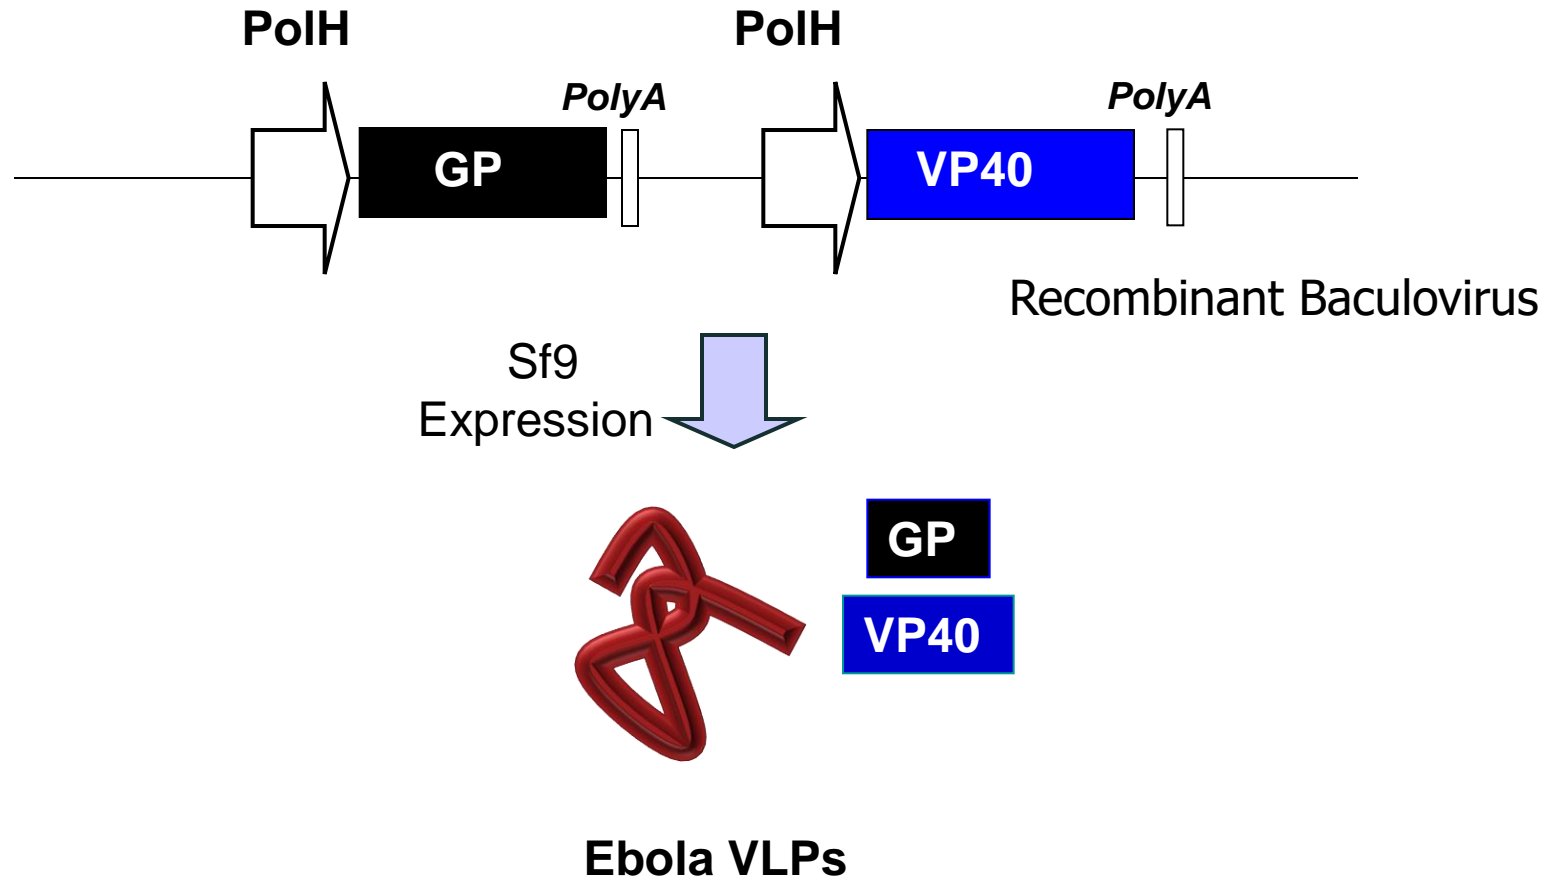 PolH
PolH
PolyA
PolyA
GP
VP40
Recombinant Baculovirus
Sf9
Expression
GP
VP40
Ebola VLPs